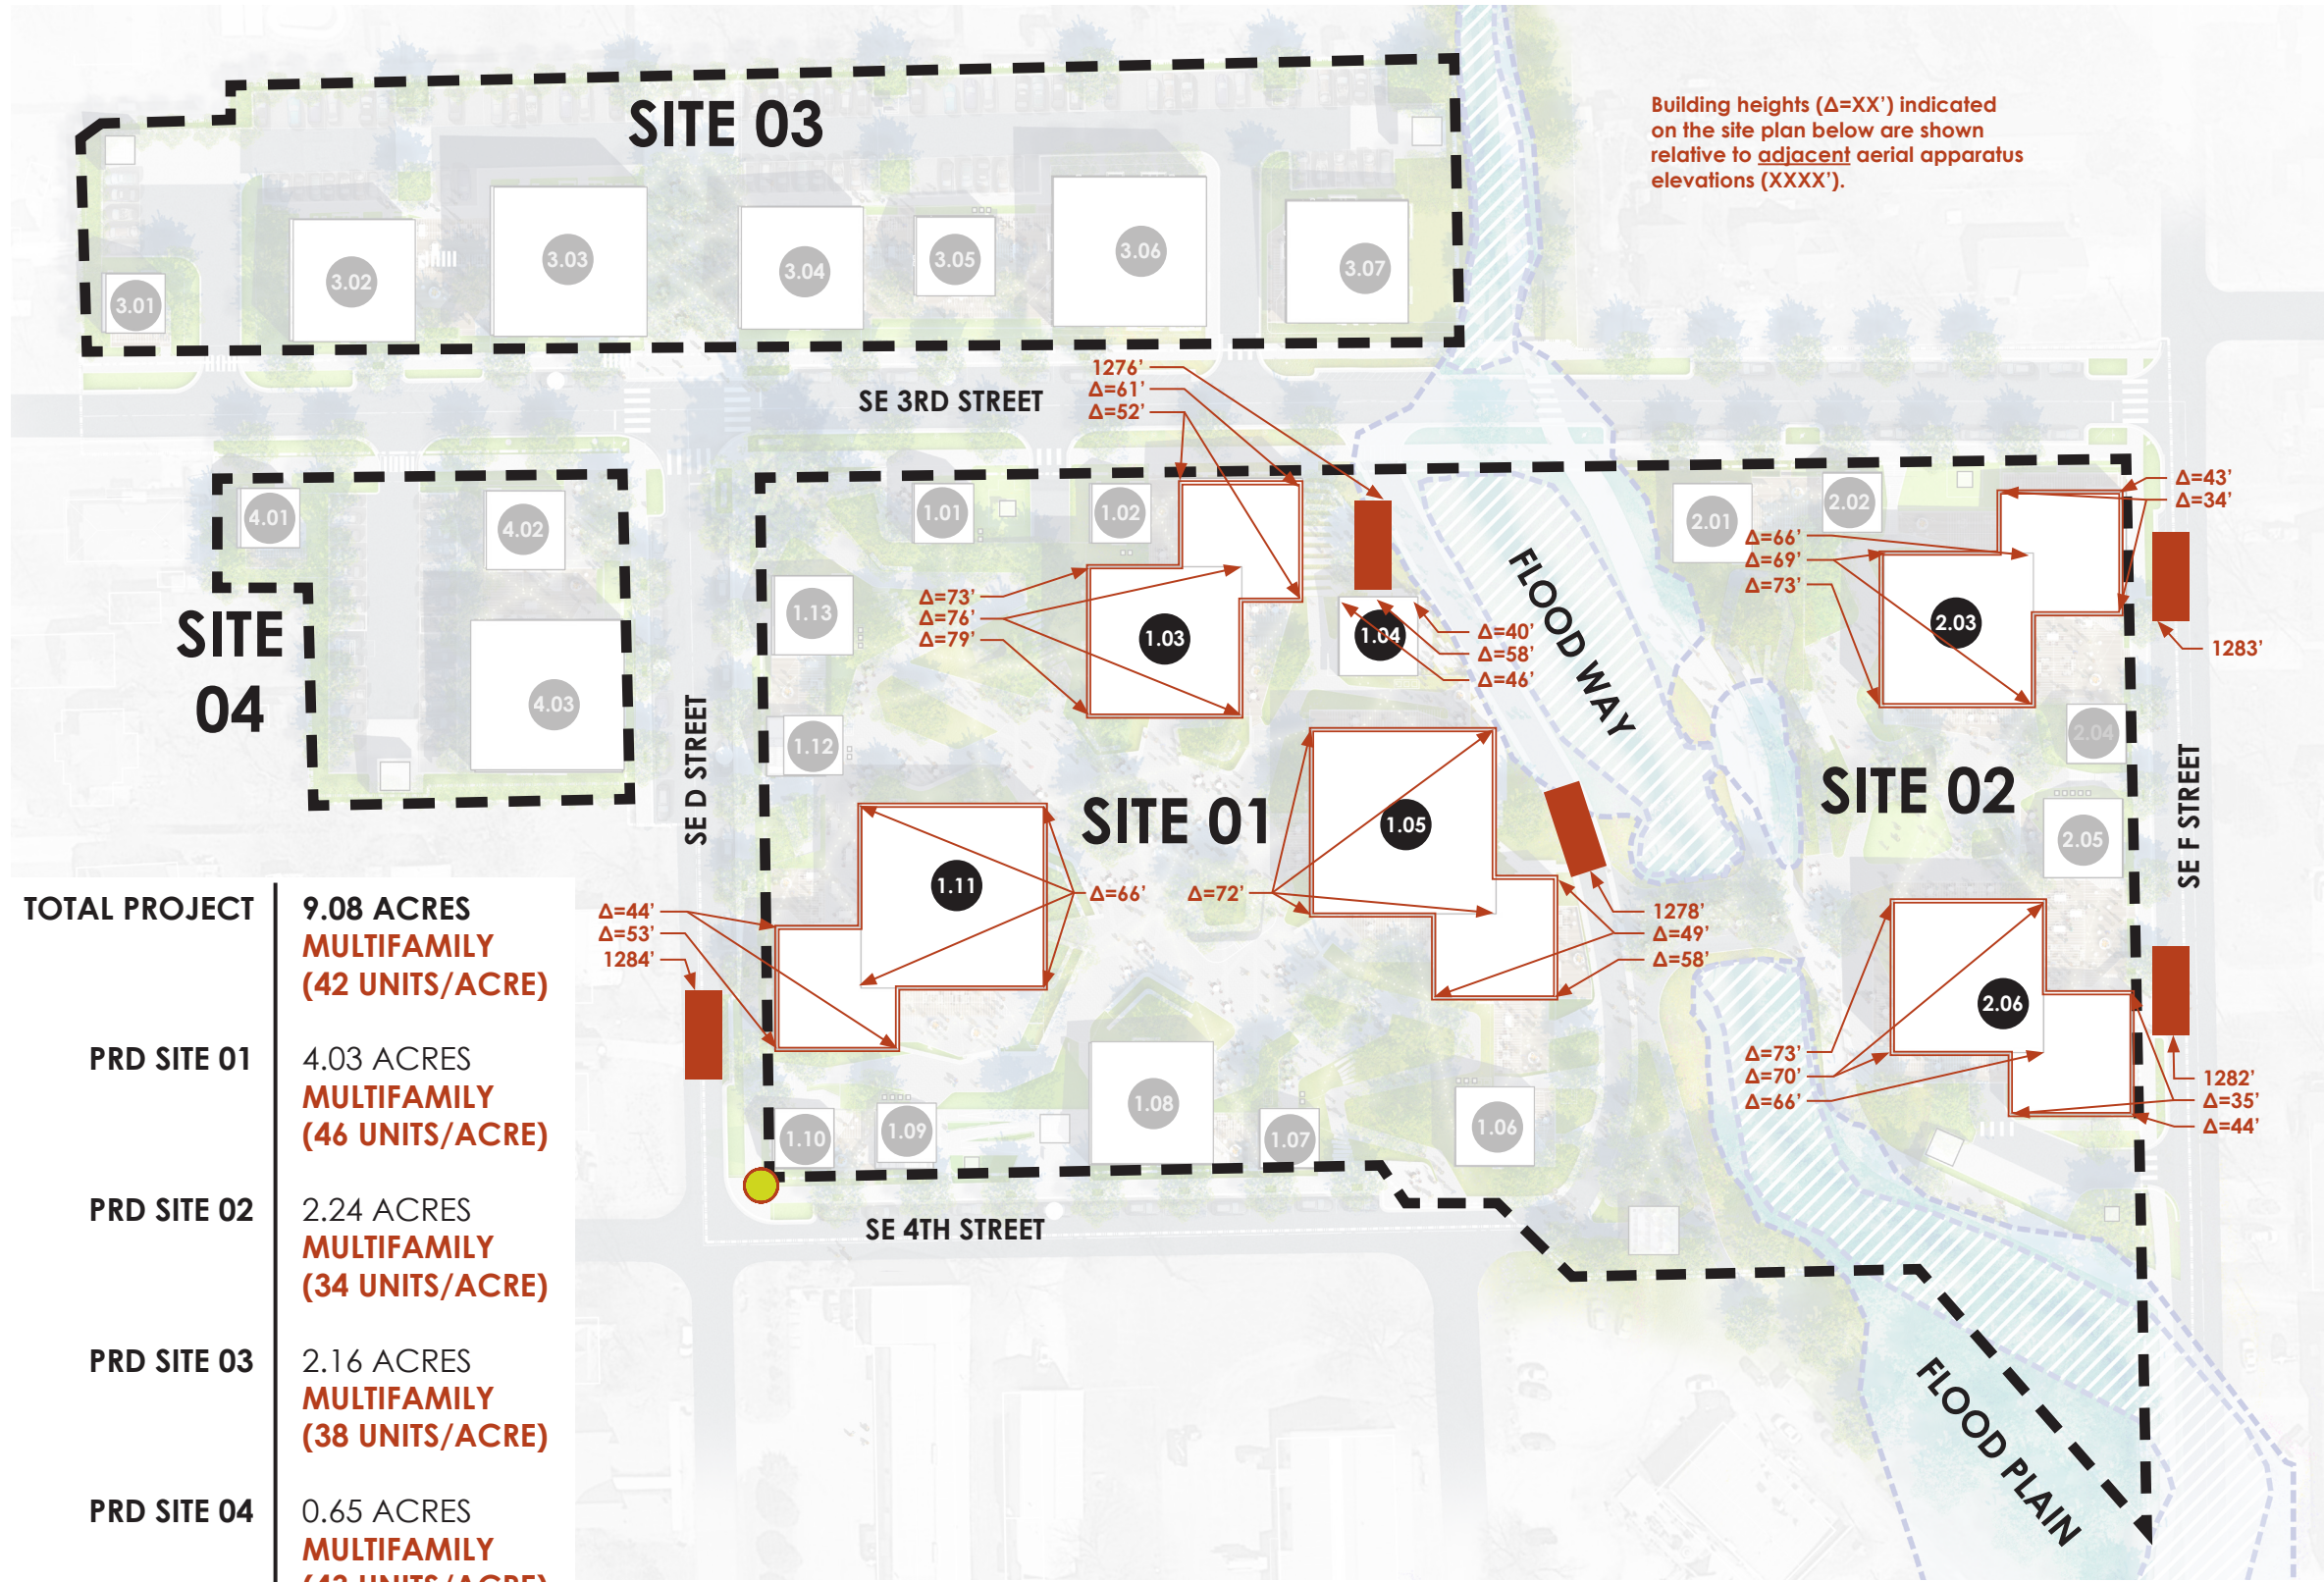 SITE 03
Building heights (Δ=XX’) indicated
on the site plan below are shown
relative to adjacent aerial apparatus
elevations (XXXX’).
3.01
3.02
3.03
3.04
3.05
3.06
3.07
SE 3RD STREET
1276’
Δ=61’
Δ=52’
4.01
4.02
4.03
SITE
04
SE D STREET
1.01
1.02
1.13
1.12
Δ=73’
Δ=76’
Δ=79’
1.03
1.04
Δ=40’
Δ=58’
Δ=46’
FLOOD WAY
2.01
2.02
Δ=66’
Δ=69’
Δ=73’
2.03
Δ=43’
Δ=34’
1283’
2.04
2.05
SITE 02
SE F STREET
SITE 01
1.05
1.11
Δ=66’
Δ=72’
Δ=44’
Δ=53’
1284’
1278’
Δ=49’
Δ=58’
2.06
Δ=73’
Δ=70’
Δ=66’
1282’
Δ=35’
Δ=44’
1.10
1.09
1.08
1.07
1.06
SE 4TH STREET
FLOOD PLAIN
TOTAL PROJECT
9.08 ACRES
MULTIFAMILY
(42 UNITS/ACRE)
PRD SITE 01
4.03 ACRES
MULTIFAMILY
(46 UNITS/ACRE)
PRD SITE 02
2.24 ACRES
MULTIFAMILY
(34 UNITS/ACRE)
PRD SITE 03
2.16 ACRES
MULTIFAMILY
(38 UNITS/ACRE)
PRD SITE 04
0.65 ACRES
MULTIFAMILY